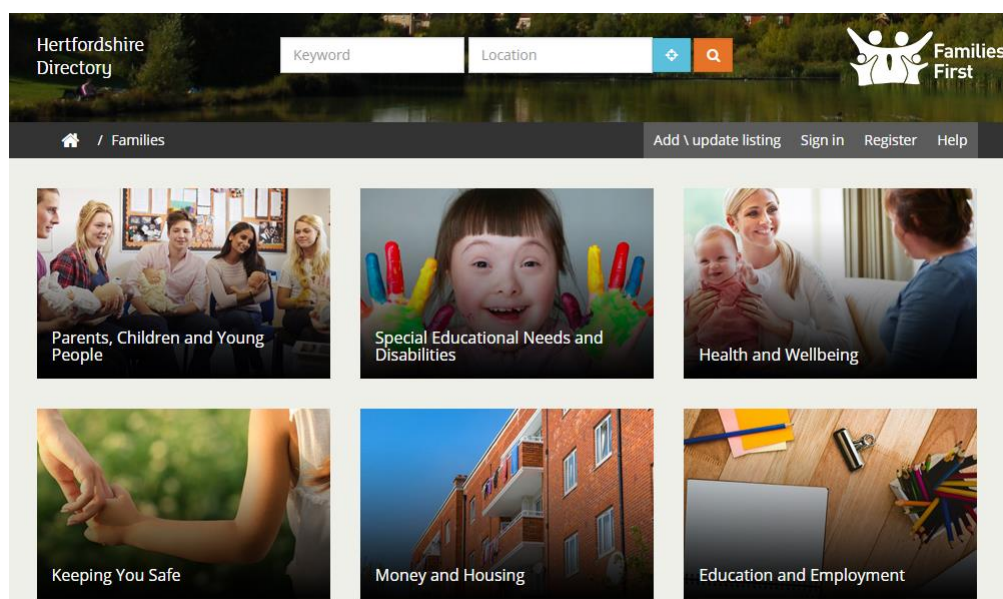 Hertfordshire
Directory
Keyword
Location
Families
First
/ Families
Add \ update listing
Sign in
Register
Help
Parents, Children and Young
People
Special Educational Needs and
Disabilities
Health and Wellbeing
Keeping You Safe
Money and Housing
Education and Employment